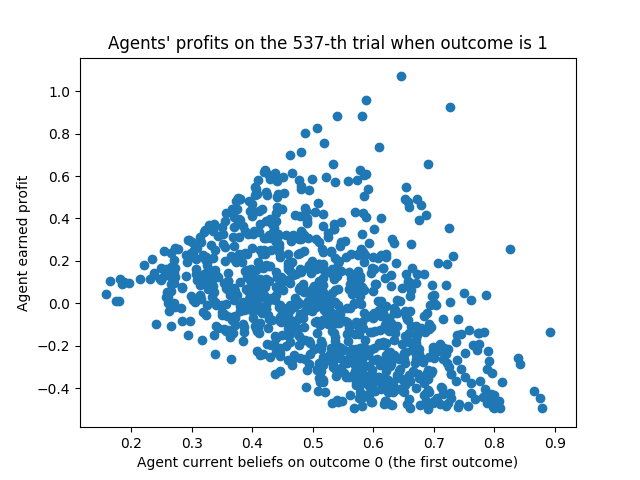 Agents' profits on the 537-th trial when outcome is 1
1.0
0.8
0.6
0.4
0.2
0.0
−0.2
−0.4
Agent earned profit
0.2 0.3 0.4 0.5 0.6 0.7 0.8 0.9
Agent current beliefs on outcome 0 (the first outcome)